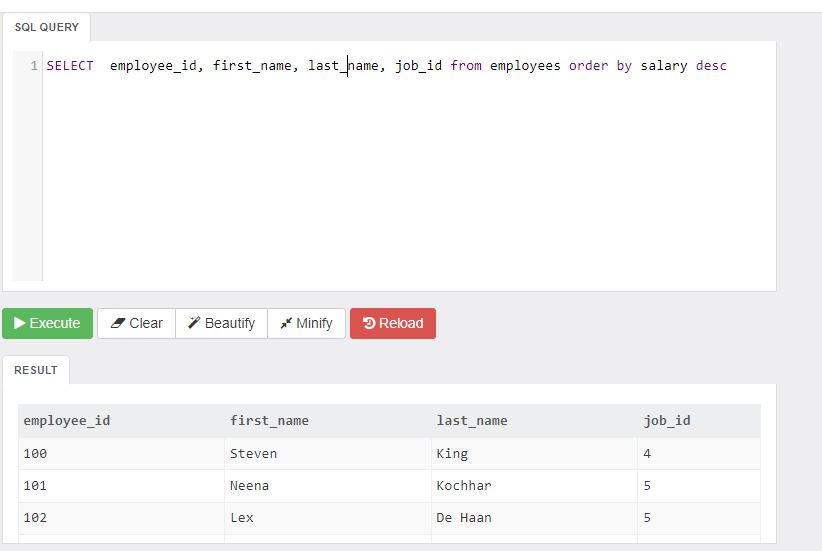 SQL QUERY
1 SELECT  employee_id, first_name, last_name, job_id from employees order by salary desc
Execute Clear Beautify Minify Reload
RESULT
employee_id first_name last_name job_id
100 Steven King 4
101 Neena Kochhar 5
102 Lex De Haan 5